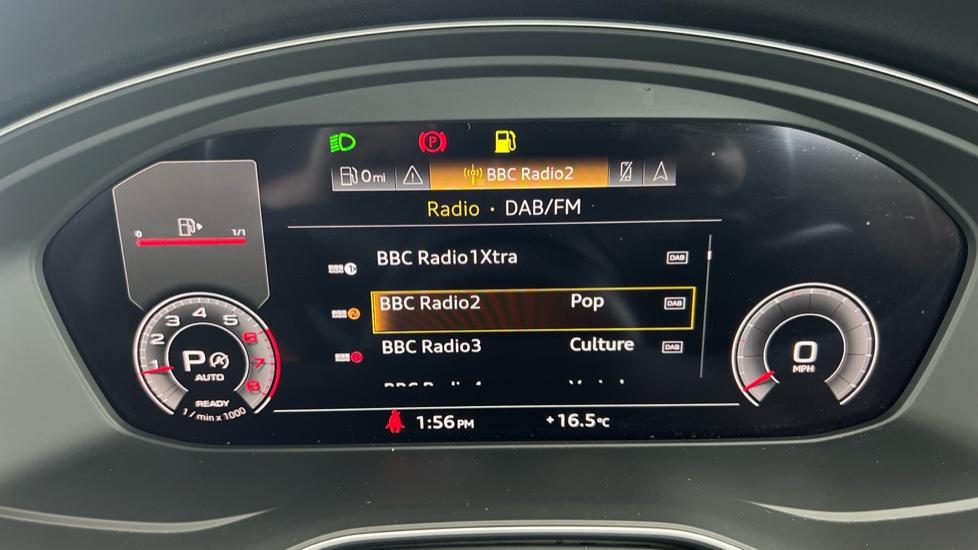 P
0mi BBC Radio2
Radio · DAB/FM
0 1/1
BBC Radio1Xtra DAB
BBC Radio2 Pop DAB
BBC Radio3 Culture DAB
1 2 3 4 5 6 7 8
P AUTO
READY
1 / min x 1000
0
MPH
1:56 PM +16.5°C